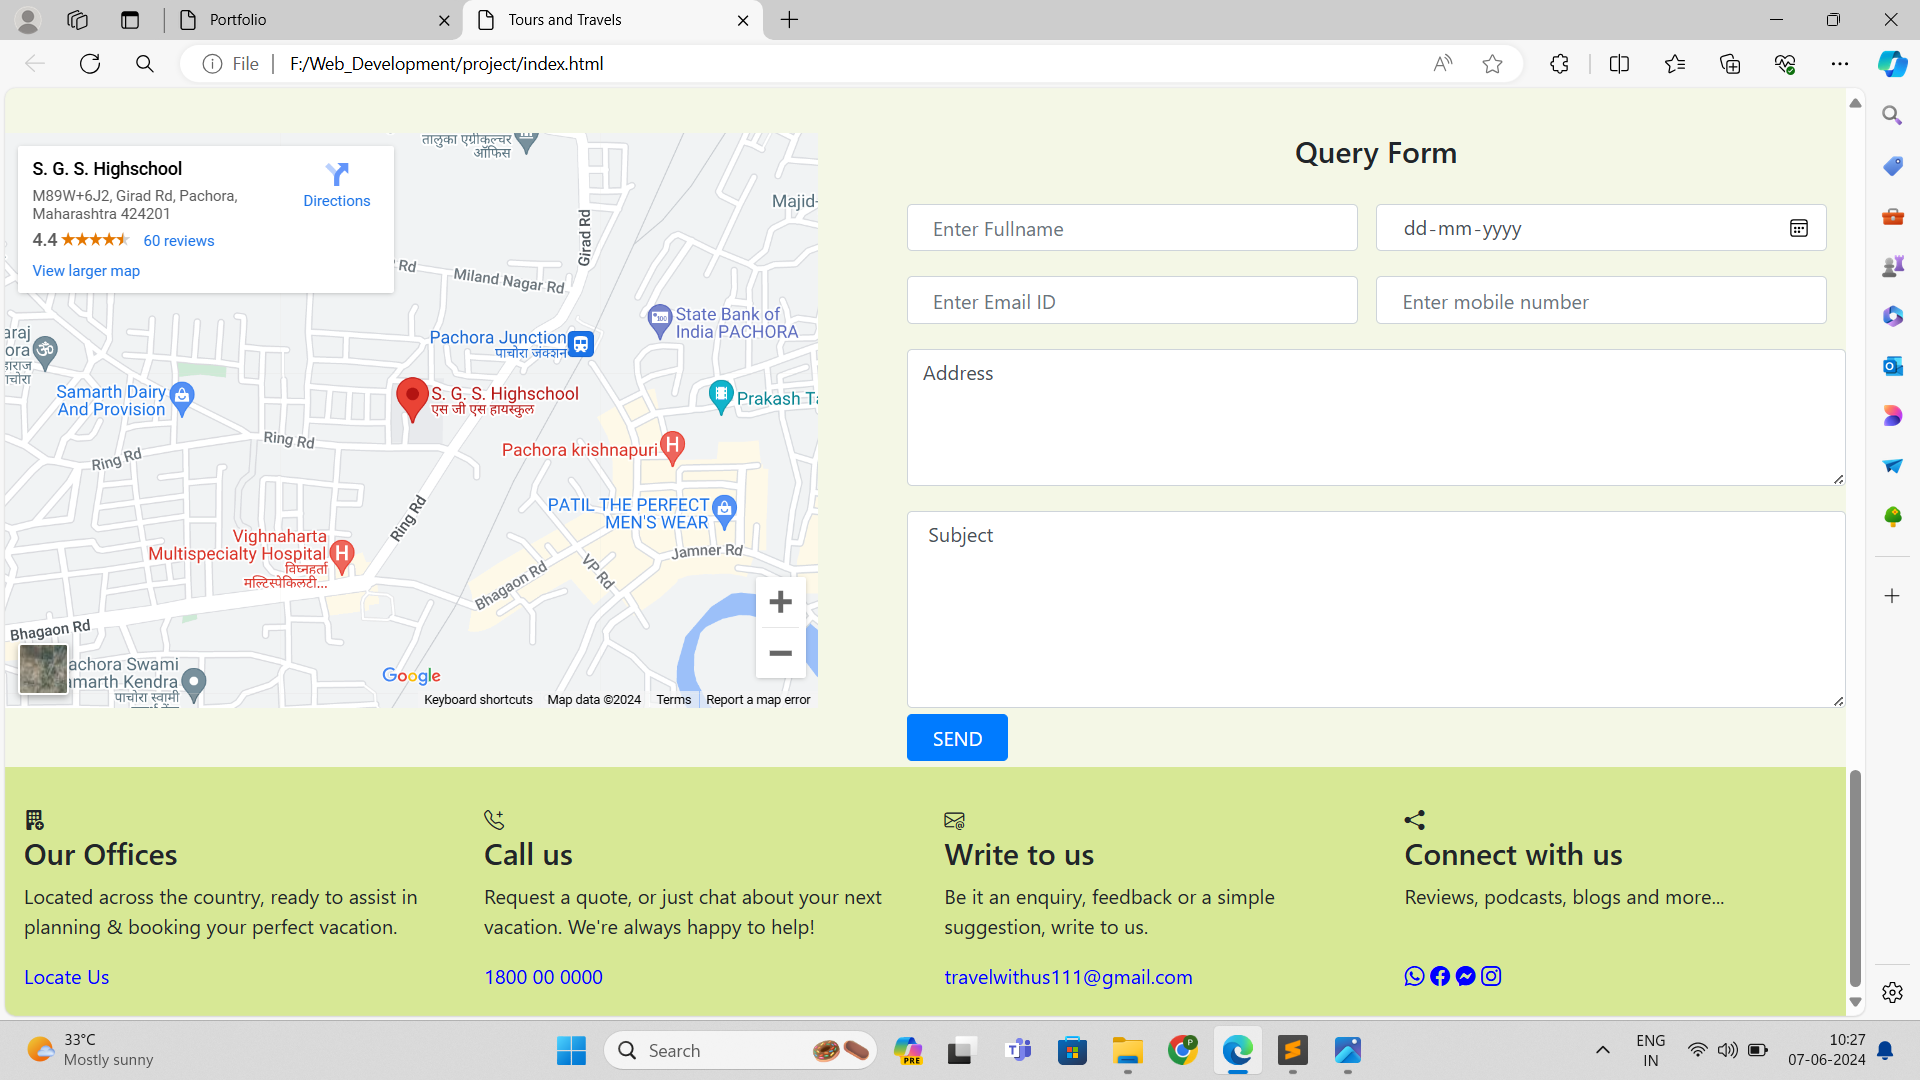 Portfolio
Tours and Travels
File
F:/Web_Development/project/index.html
S. G. S. Highschool
M89W+6J2, Girad Rd, Pachora,
Maharashtra 424201
Directions
4.4
60 reviews
View larger map
तालुका एग्रीकल्चर
ऑफिस
Majid-
Girad Rd
Rd
Miland Nagar Rd
State Bank of
India PACHORA
Pachora Junction
पाचोरा जंक्शन
araj
ora
हाराज
ाचोरा
Samarth Dairy
And Provision
S. G. S. Highschool
एस जी एस हायस्कुल
Prakash Ta
Ring Rd
Ring Rd
Pachora krishnapuri
Ring Rd
PATIL THE PERFECT
MEN'S WEAR
Vighnaharta
Multispecialty Hospital
विघ्नहर्ता
मल्टिस्पेकिलटी...
Jamner Rd
VP Rd
Bhagaon Rd
Bhagaon Rd
achora Swami
amarth Kendra
पाचोरा स्वामी
Google
Keyboard shortcuts
Map data ©2024
Terms
Report a map error
Query Form
Enter Fullname
dd-mm-yyyy
Enter Email ID
Enter mobile number
Address
Subject
SEND
Our Offices
Located across the country, ready to assist in
planning & booking your perfect vacation.
Locate Us
Call us
Request a quote, or just chat about your next
vacation. We're always happy to help!
1800 00 0000
Write to us
Be it an enquiry, feedback or a simple
suggestion, write to us.
travelwithus111@gmail.com
Connect with us
Reviews, podcasts, blogs and more...
33°C
Mostly sunny
Search
PRE
ENG
IN
10:27
07-06-2024